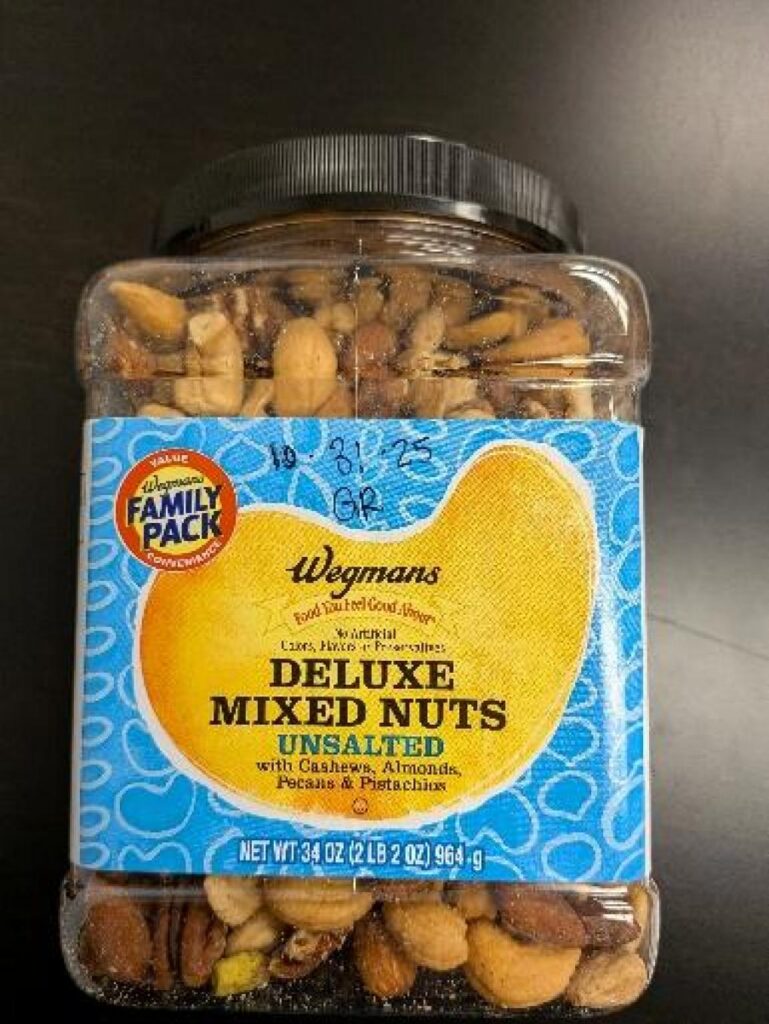 10-31-25
GR
VALUE
Wegmans
FAMILY
PACK
CONVENIENCE
Wegmans
Food You Feel Good About
No Artificial
Colors, Flavors or Preservatives
DELUXE
MIXED NUTS
UNSALTED
with Cashews, Almonds,
Pecans & Pistachios
NET WT 34 OZ (2 LB 2 OZ) 964 g